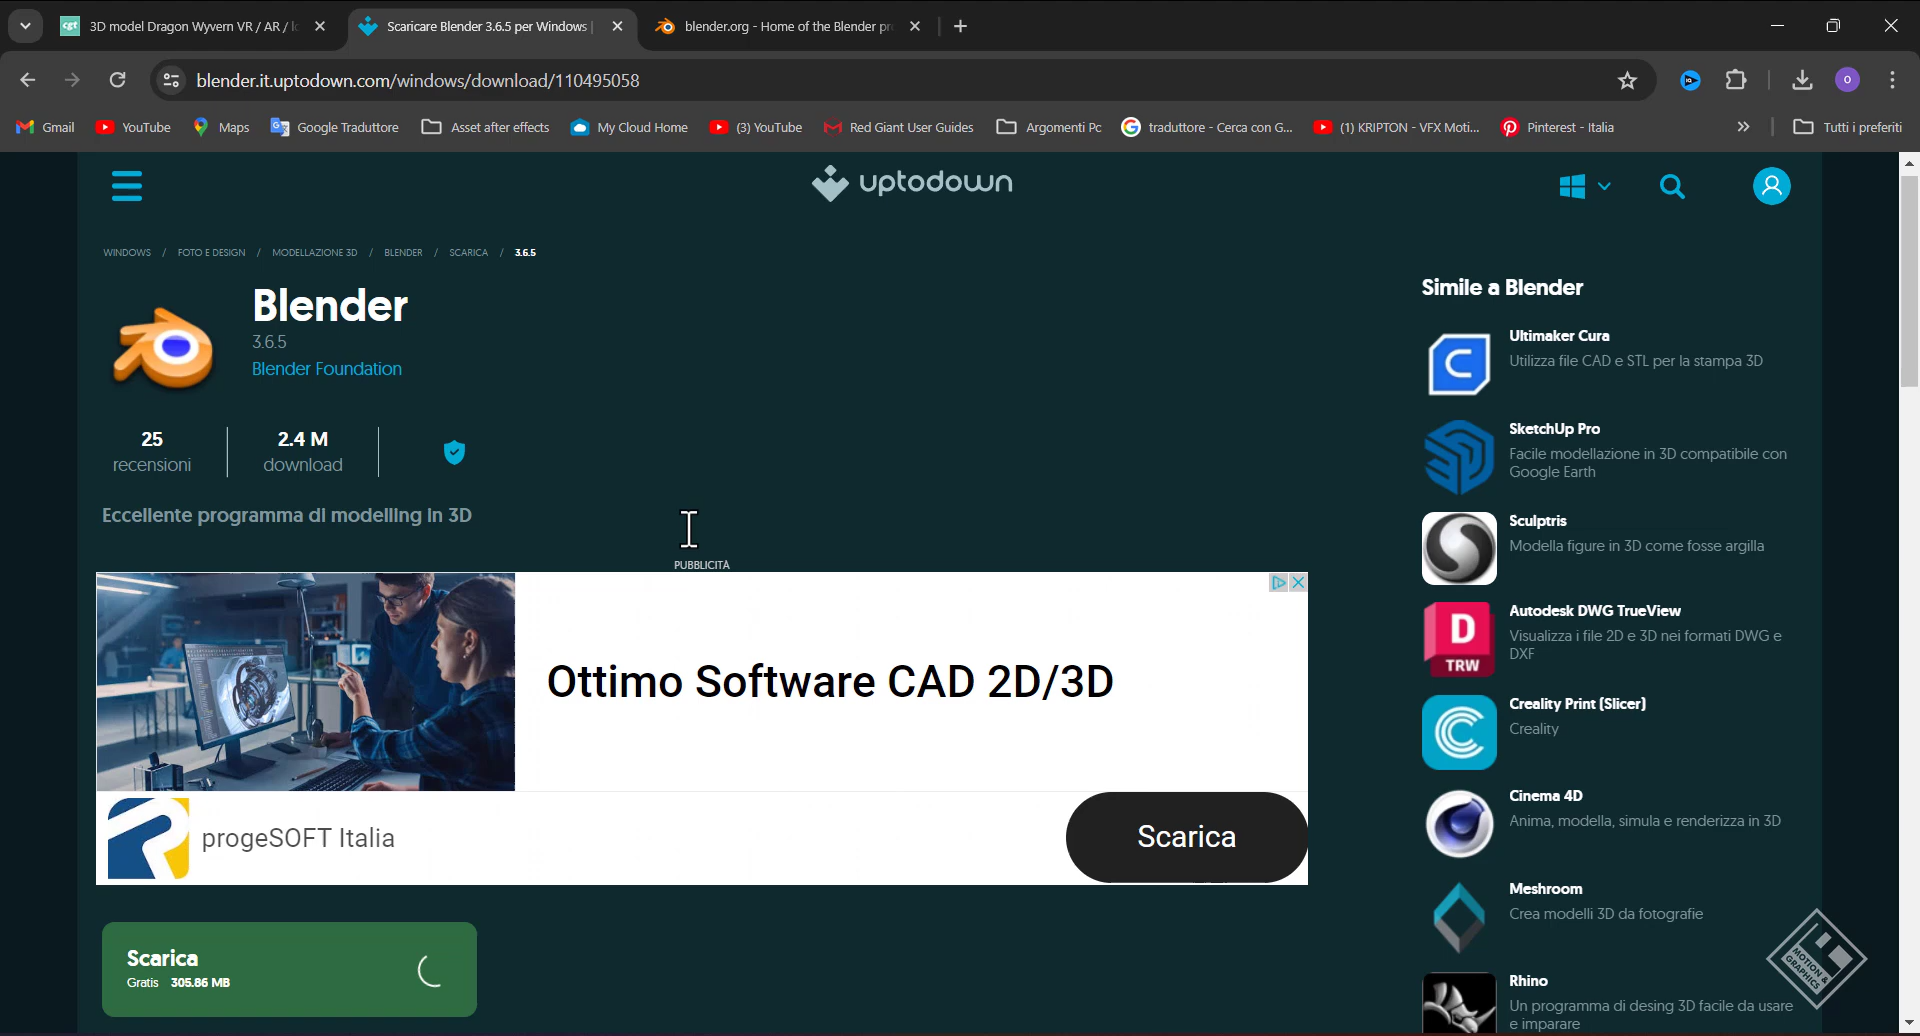 3D model Dragon Wyvern VR / AR / lo
Scaricare Blender 3.6.5 per Windows |
blender.org - Home of the Blender pro
blender.it.uptodown.com/windows/download/110495058
O
Gmail
YouTube
Maps
Google Traduttore
Asset after effects
My Cloud Home
(3) YouTube
Red Giant User Guides
Argomenti Pc
traduttore - Cerca con G...
(1) KRIPTON - VFX Moti...
Pinterest - Italia
»
Tutti i preferiti
uptodown
WINDOWS / FOTO E DESIGN / MODELLAZIONE 3D / BLENDER / SCARICA / 3.6.5
Blender
3.6.5
Blender Foundation
25
recensioni
2.4 M
download
Eccellente programma di modelling in 3D
PUBBLICITÀ
Ottimo Software CAD 2D/3D
progeSOFT Italia
Scarica
Scarica
Gratis 305.86 MB
Simile a Blender
Ultimaker Cura
Utilizza file CAD e STL per la stampa 3D
SketchUp Pro
Facile modellazione in 3D compatibile con
Google Earth
Sculptris
Modella figure in 3D come fosse argilla
D
TRW
Autodesk DWG TrueView
Visualizza i file 2D e 3D nei formati DWG e
DXF
Creality Print (Slicer)
Creality
Cinema 4D
Anima, modella, simula e renderizza in 3D
Meshroom
Crea modelli 3D da fotografie
Rhino
Un programma di desing 3D facile da usare
e imparare
MOTION &
GRAPHICS